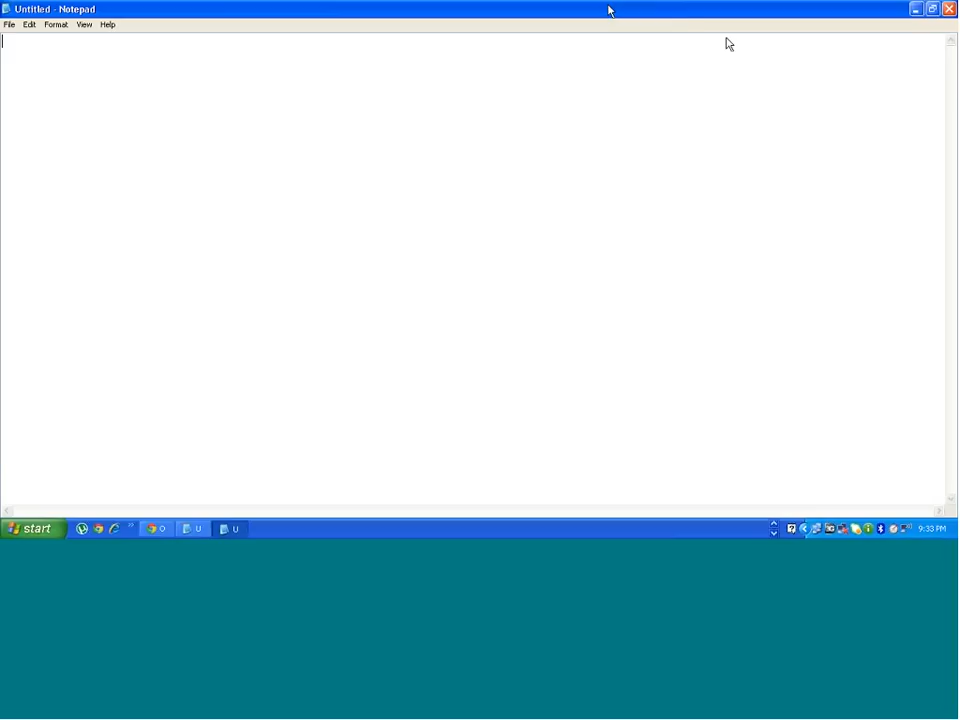 Untitled - Notepad
File Edit Format View Help
start
O
U
U
9:33 PM